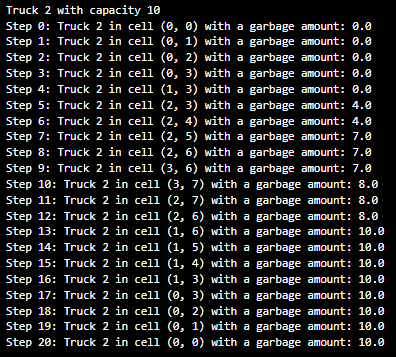 Truck 2 with capacity 10
Step 0: Truck 2 in cell (0, 0) with a garbage amount: 0.0
Step 1: Truck 2 in cell (0, 1) with a garbage amount: 0.0
Step 2: Truck 2 in cell (0, 2) with a garbage amount: 0.0
Step 3: Truck 2 in cell (0, 3) with a garbage amount: 0.0
Step 4: Truck 2 in cell (1, 3) with a garbage amount: 0.0
Step 5: Truck 2 in cell (2, 3) with a garbage amount: 4.0
Step 6: Truck 2 in cell (2, 4) with a garbage amount: 4.0
Step 7: Truck 2 in cell (2, 5) with a garbage amount: 7.0
Step 8: Truck 2 in cell (2, 6) with a garbage amount: 7.0
Step 9: Truck 2 in cell (3, 6) with a garbage amount: 7.0
Step 10: Truck 2 in cell (3, 7) with a garbage amount: 8.0
Step 11: Truck 2 in cell (2, 7) with a garbage amount: 8.0
Step 12: Truck 2 in cell (2, 6) with a garbage amount: 8.0
Step 13: Truck 2 in cell (1, 6) with a garbage amount: 10.0
Step 14: Truck 2 in cell (1, 5) with a garbage amount: 10.0
Step 15: Truck 2 in cell (1, 4) with a garbage amount: 10.0
Step 16: Truck 2 in cell (1, 3) with a garbage amount: 10.0
Step 17: Truck 2 in cell (0, 3) with a garbage amount: 10.0
Step 18: Truck 2 in cell (0, 2) with a garbage amount: 10.0
Step 19: Truck 2 in cell (0, 1) with a garbage amount: 10.0
Step 20: Truck 2 in cell (0, 0) with a garbage amount: 10.0